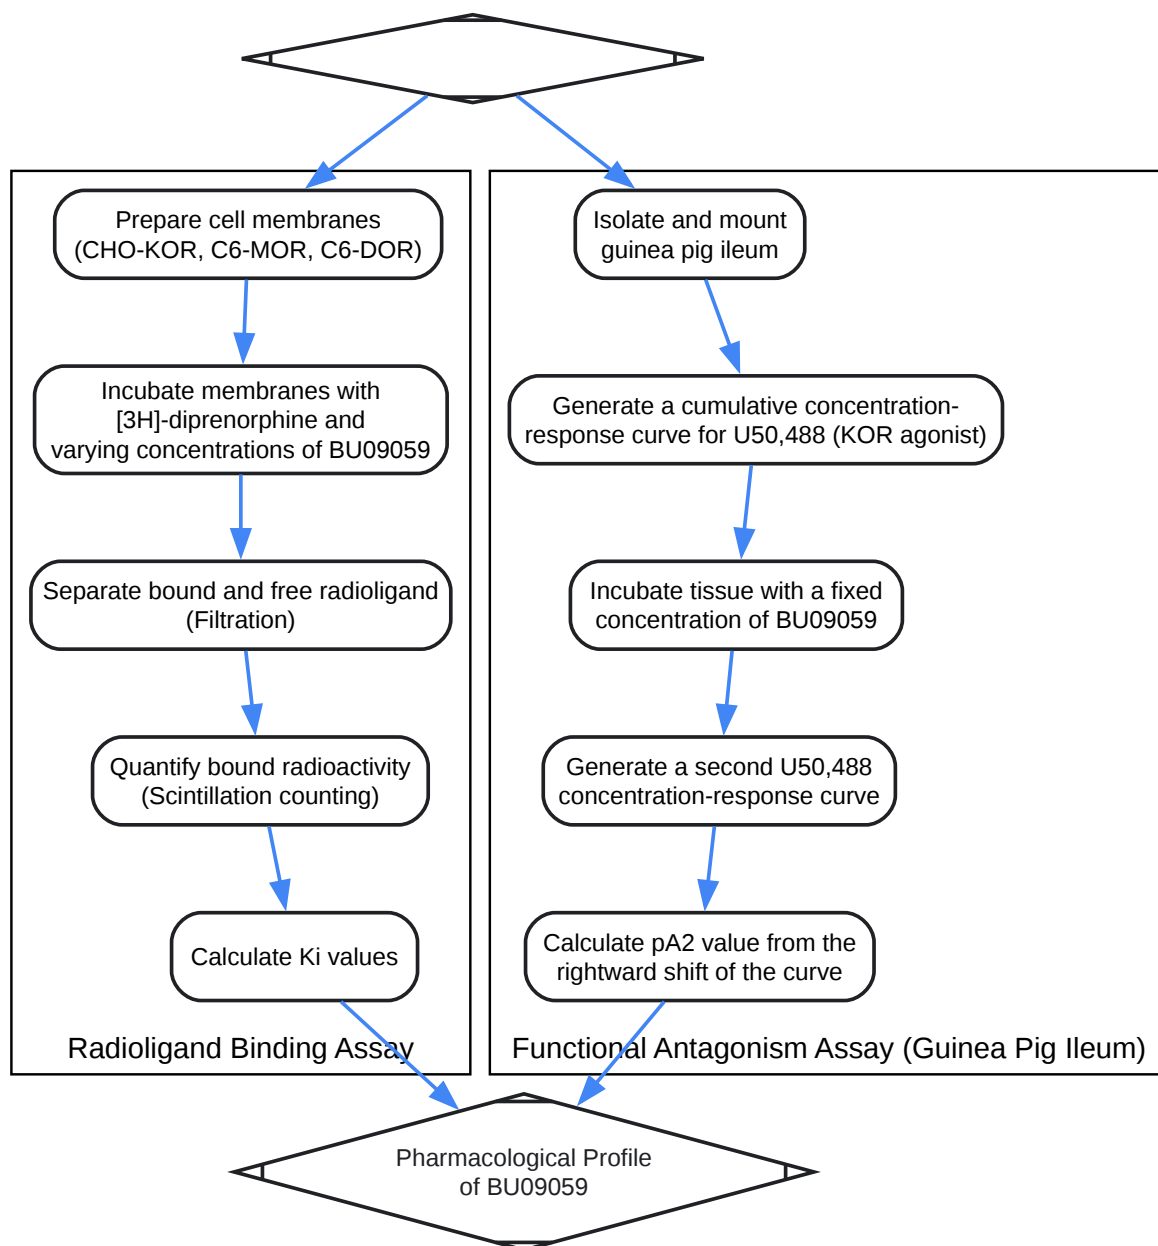 Prepare cell membranes
(CHO-KOR, C6-MOR, C6-DOR)
Incubate membranes with
[3H]-diprenorphine and
varying concentrations of BU09059
Separate bound and free radioligand
(Filtration)
Quantify bound radioactivity
(Scintillation counting)
Calculate Ki values
Radioligand Binding Assay
Isolate and mount
guinea pig ileum
Generate a cumulative concentration-
response curve for U50,488 (KOR agonist)
Incubate tissue with a fixed
concentration of BU09059
Generate a second U50,488
concentration-response curve
Calculate pA2 value from the
rightward shift of the curve
Functional Antagonism Assay (Guinea Pig Ileum)
Pharmacological Profile
of BU09059